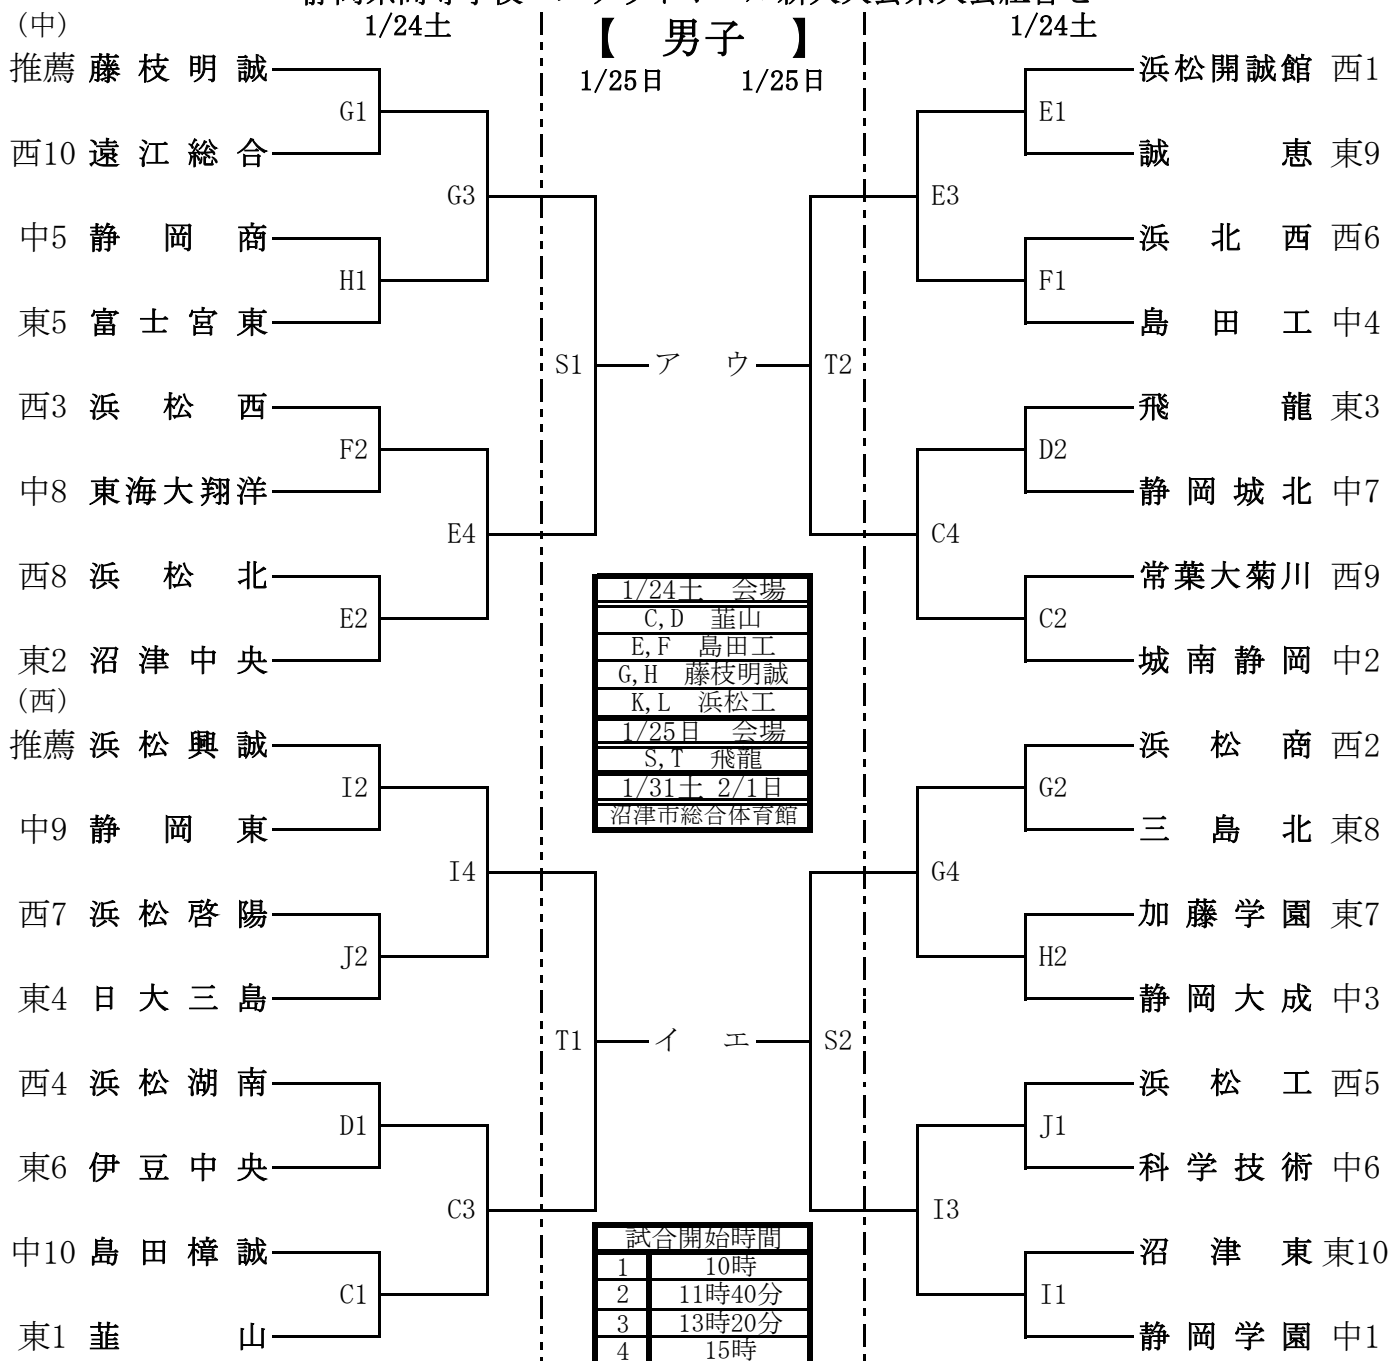 (中)
1/24土
【 男子 】
1/24土
1/25日
1/25日
推薦 藤枝明誠
G1
西10 遠江総合
G3
中5 静岡商
H1
東5 富士宮東
S1
ア
西3 浜松西
F2
中8 東海大翔洋
E4
西8 浜松北
E2
東2 沼津中央
(西)
推薦 浜松興誠
I2
中9 静岡東
I4
西7 浜松啓陽
J2
東4 日大三島
T1
イ
西4 浜松湖南
D1
東6 伊豆中央
C3
中10 島田樟誠
C1
東1 韮山
1/24土 会場
C,D 韮山
E,F 島田工
G,H 藤枝明誠
K,L 浜松工
1/25日 会場
S,T 飛龍
1/31土 2/1日
沼津市総合体育館
試合開始時間
1 10時
2 11時40分
3 13時20分
4 15時
浜松開誠館 西1
E1
誠恵 東9
E3
浜北西 西6
F1
島田工 中4
ウ
T2
飛龍 東3
D2
静岡城北 中7
C4
常葉大菊川 西9
C2
城南静岡 中2
浜松商 西2
G2
三島北 東8
G4
加藤学園 東7
H2
静岡大成 中3
エ
S2
浜松工 西5
J1
科学技術 中6
I3
沼津東 東10
I1
静岡学園 中1